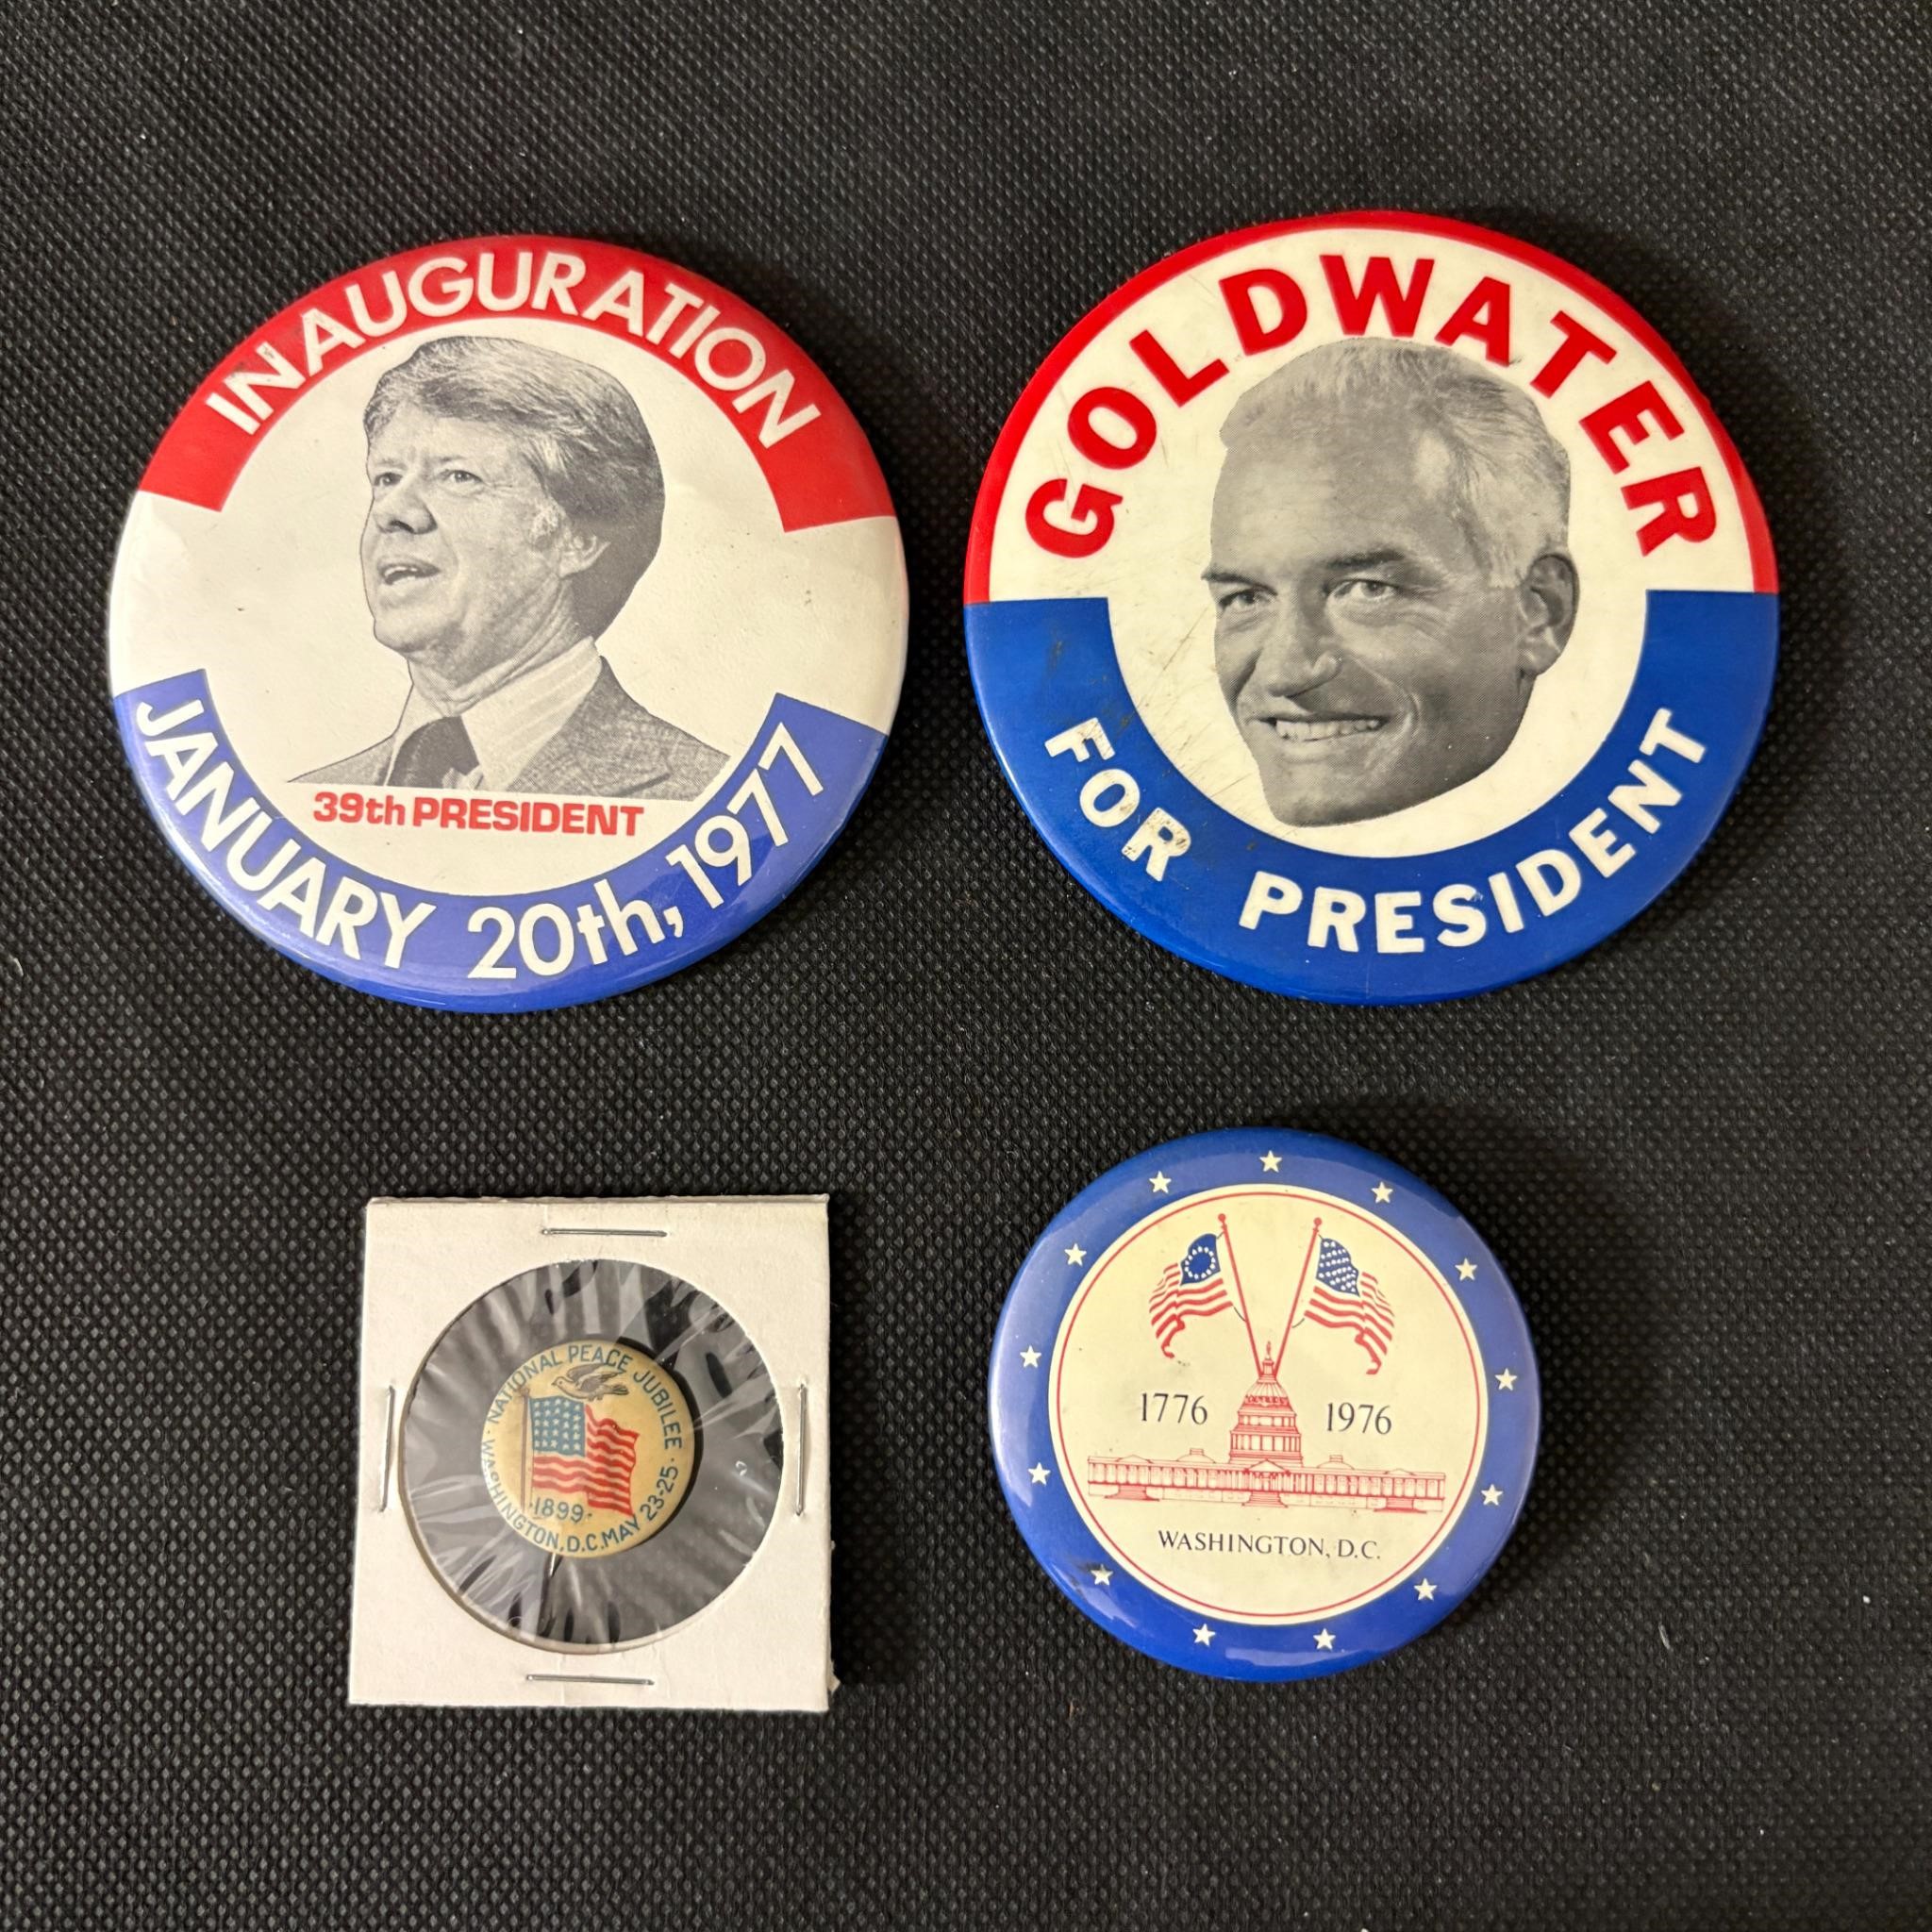 INAUGURATION
39th PRESIDENT
JANUARY 20th, 1977
GOLDWATER
FOR PRESIDENT
· NATIONAL PEACE JUBILEE ·
·1899·
WASHINGTON, D.C. MAY 23-25
1776 1976
WASHINGTON, D.C.